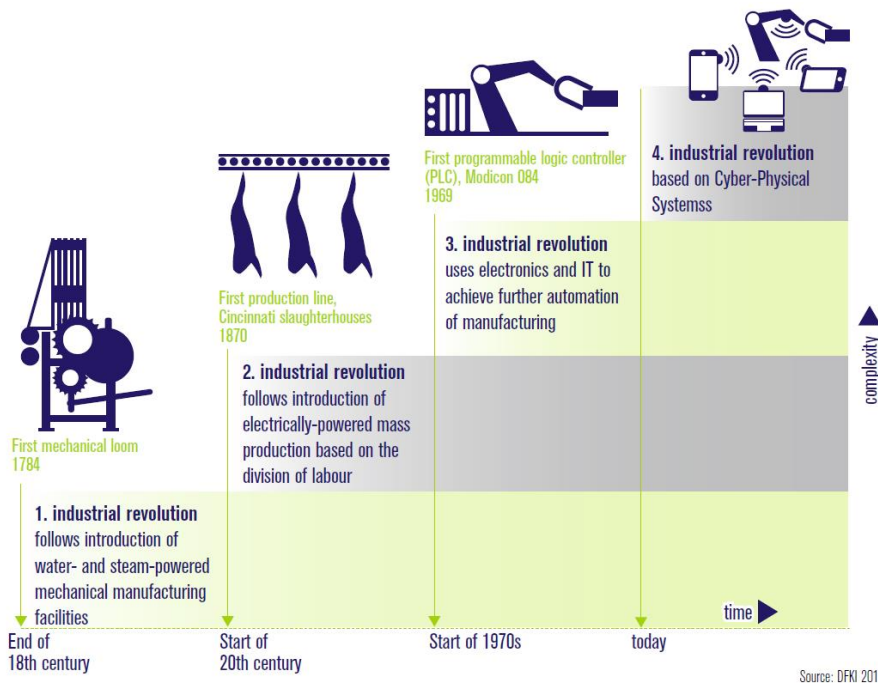 First mechanical loom
1784
1. industrial revolution
follows introduction of
water- and steam-powered
mechanical manufacturing
facilities
End of
18th century
First production line,
Cincinnati slaughterhouses
1870
2. industrial revolution
follows introduction of
electrically-powered mass
production based on the
division of labour
Start of
20th century
First programmable logic controller
(PLC), Modicon 084
1969
3. industrial revolution
uses electronics and IT to
achieve further automation
of manufacturing
Start of 1970s
4. industrial revolution
based on Cyber-Physical
Systemss
today
time
complexity
Source: DFKI 201